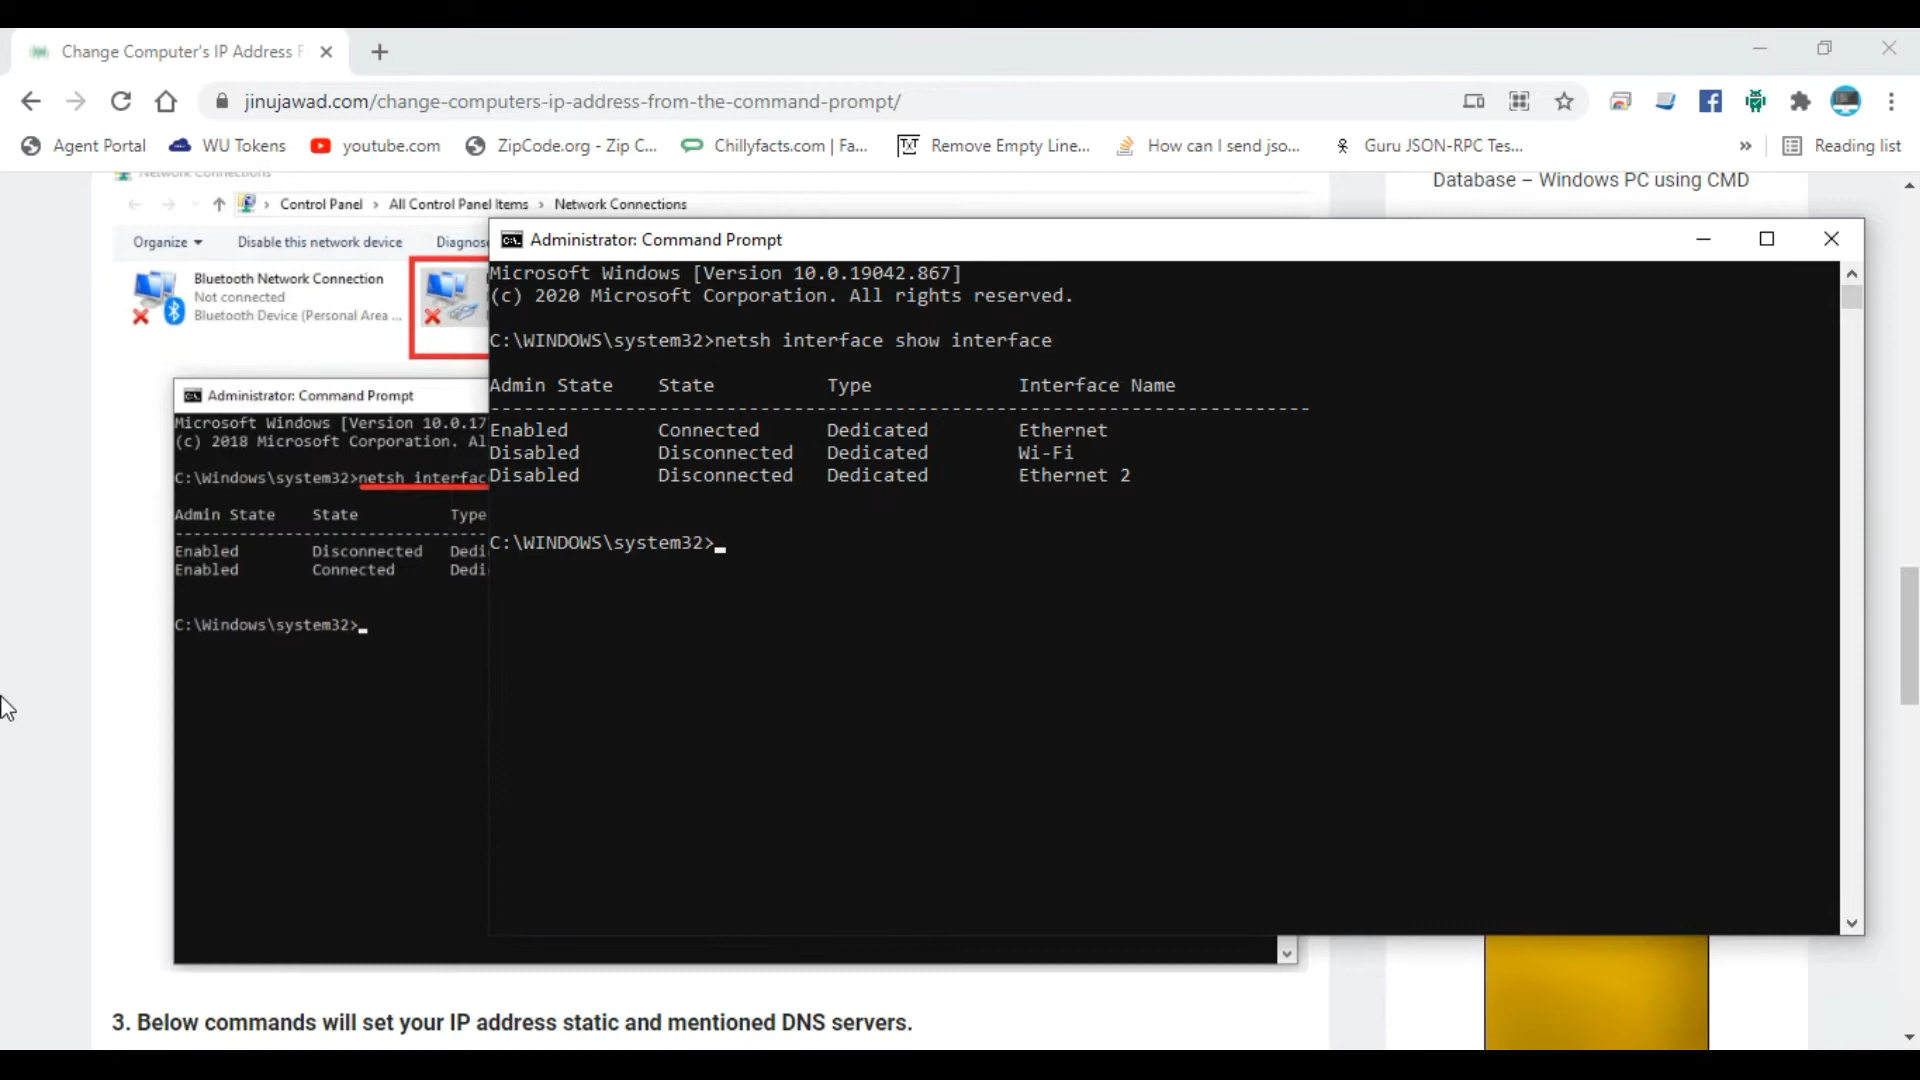 Change Computer's IP Address F
jinujawad.com/change-computers-ip-address-from-the-command-prompt/
Agent Portal
WU Tokens
youtube.com
ZipCode.org - Zip C...
Chillyfacts.com | Fa...
Remove Empty Line...
How can I send jso...
Guru JSON-RPC Tes...
»
Reading list
Network Connections
Control Panel › All Control Panel Items › Network Connections
Organize
Disable this network device
Diagnos
Bluetooth Network Connection
Not connected
Bluetooth Device (Personal Area ...
Administrator: Command Prompt
Microsoft Windows [Version 10.0.17
(c) 2018 Microsoft Corporation. Al
C:\Windows\system32>netsh interfac
Admin State State Type
---------------------------------
Enabled Disconnected Dedi
Enabled Connected Dedi
C:\Windows\system32>
Administrator: Command Prompt
Microsoft Windows [Version 10.0.19042.867]
(c) 2020 Microsoft Corporation. All rights reserved.
C:\WINDOWS\system32>netsh interface show interface
Admin State State Type Interface Name
-------------------------------------------------------------------------
Enabled Connected Dedicated Ethernet
Disabled Disconnected Dedicated Wi-Fi
Disabled Disconnected Dedicated Ethernet 2
C:\WINDOWS\system32>
Database – Windows PC using CMD
3. Below commands will set your IP address static and mentioned DNS servers.